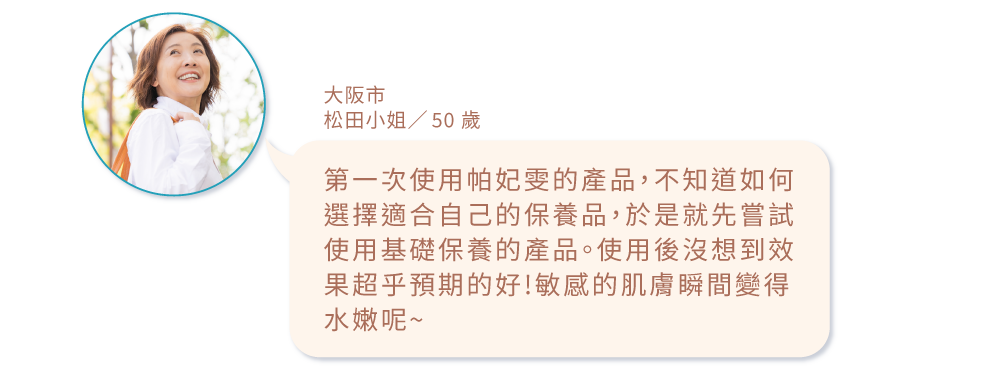 大阪市
松田小姐／50 歲
第一次使用帕妃雯的產品，不知道如何
選擇適合自己的保養品，於是就先嘗試
使用基礎保養的產品。使用後沒想到效
果超乎預期的好！敏感的肌膚瞬間變得
水嫩呢~